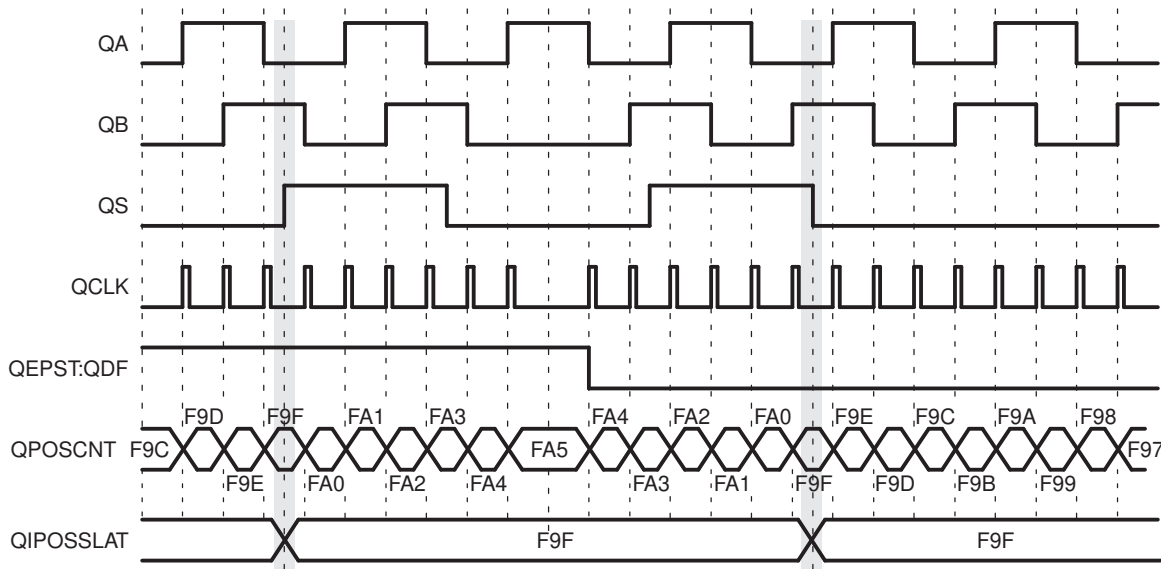 QA
QB
QS
QCLK
QEPST:QDF
F9D F9F FA1 FA3 FA4 FA2 FA0 F9E F9C F9A F98
QPOSCNT F9C FA5 F97
F9E FA0 FA2 FA4 FA3 FA1 F9F F9D F9B F99
QIPOSSLAT F9F F9F